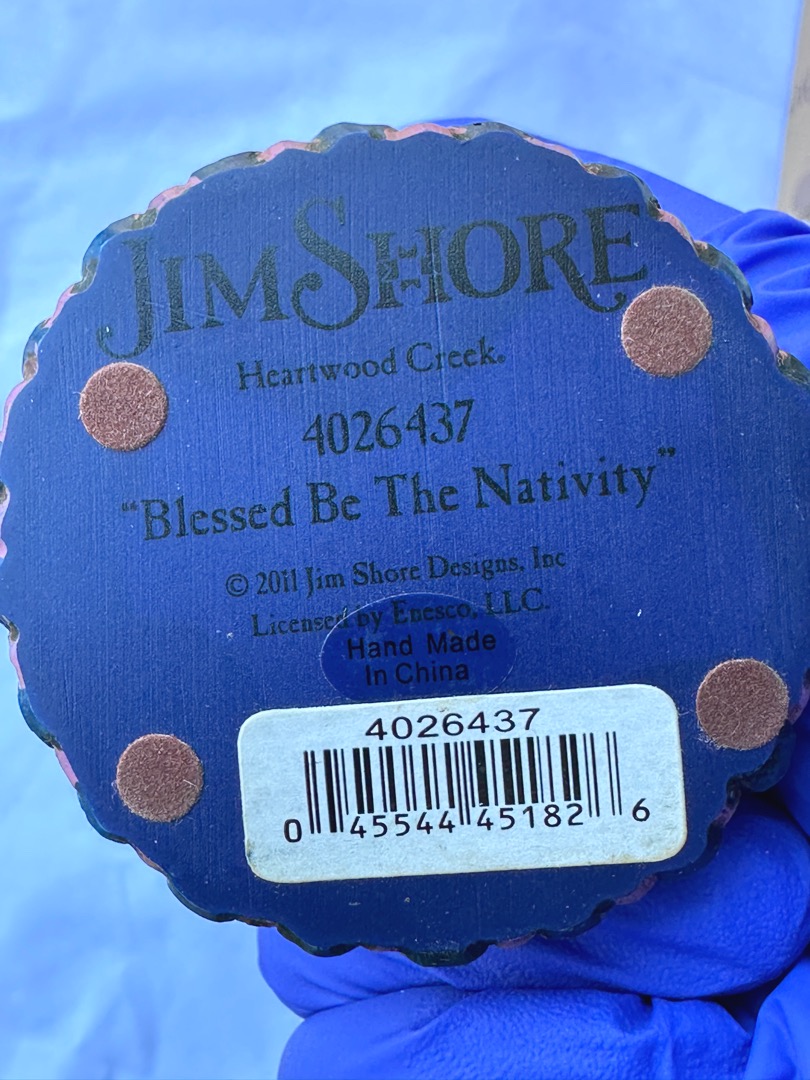 JIM SHORE
Heartwood Creek.
4026437
“Blessed Be The Nativity”
© 2011 Jim Shore Designs, Inc
Licensed by Enesco, LLC.
Hand Made
In China
4026437
0 45544 45182 6